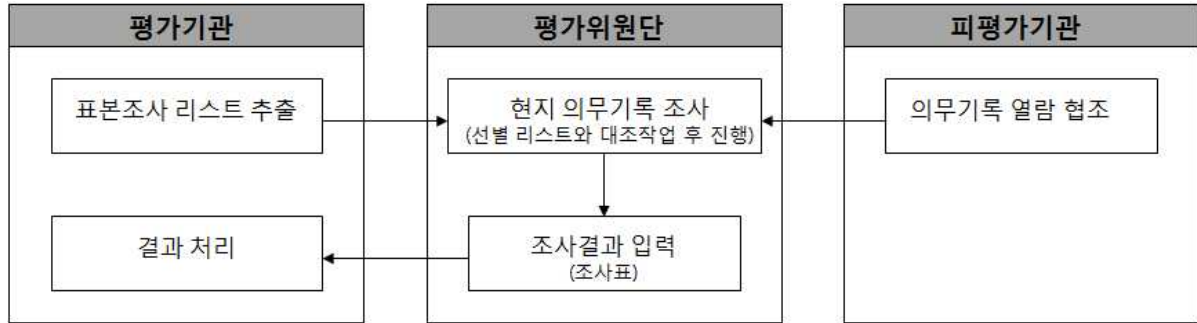 평가기관
평가위원단
피평가기관
표본조사 리스트 추출
현지 의무기록 조사
(선별 리스트와 대조작업 후 진행)
의무기록 열람 협조
결과 처리
조사결과 입력
(조사표)